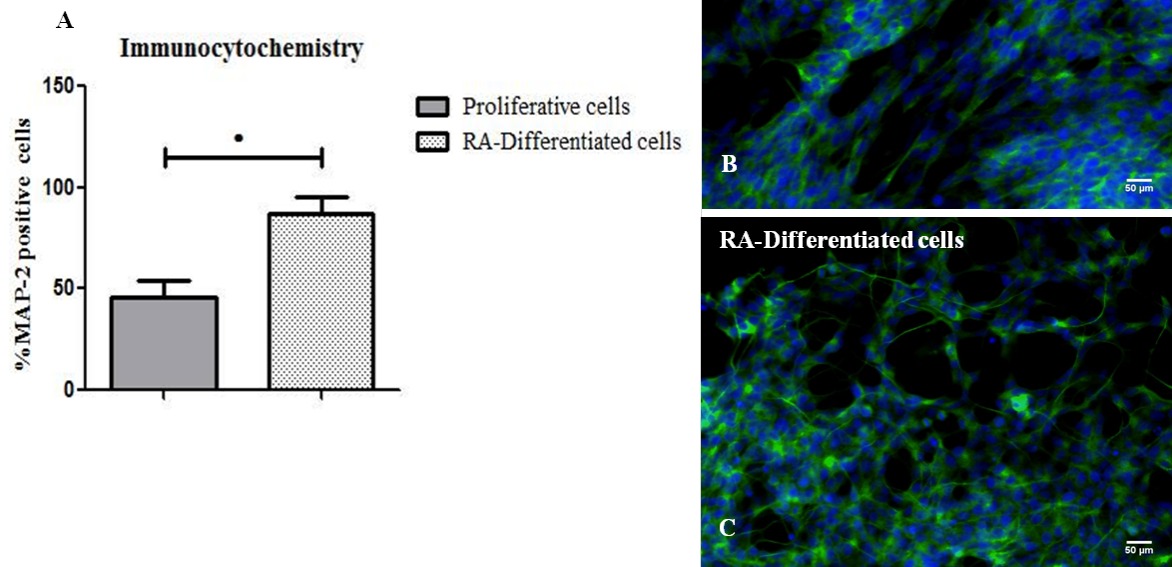 A
Immunocytochemistry
%MAP-2 positive cells
150
100
50
0
Proliferative cells
RA-Differentiated cells
B
50 µm
RA-Differentiated cells
C
50 µm